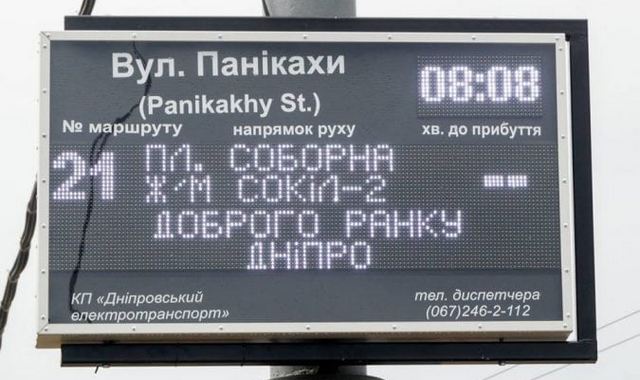 Вул. Панікахи
08:08
(Panikakhy St.)
№ маршруту напрямок руху хв. до прибуття
21 ПЛ. СОБОРНА
Ж/М СОКіЛ-2 --
ДОБРОГО РАНКУ
ДНіПРО
КП «Дніпровський
електротранспорт»
тел. диспетчера
(067)246-2-112